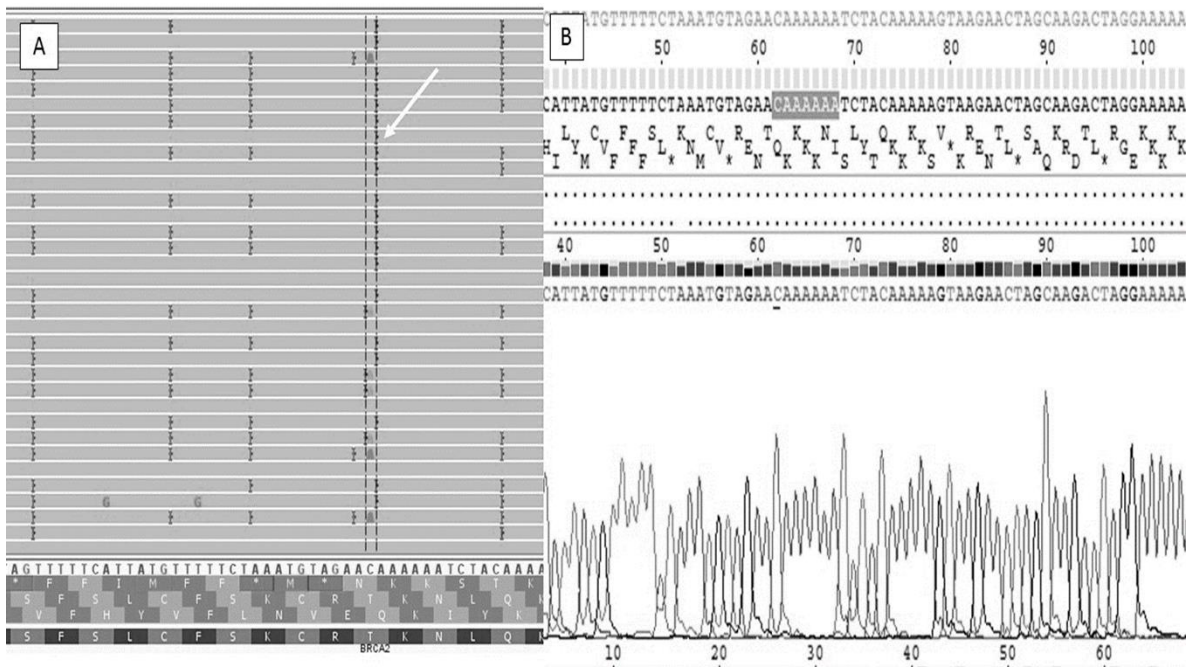 A
G G
AGTTTTTCATTATGTTTTTCTAAATGTAGAACAAAAAATCTACAAAA
* F F I M F F * M * N K K S T K
S F S L C F S K C R T K N L Q K
V F H Y V F L N V E Q K I Y K
S F S L C F S K C R T K N L Q
BRCA2
B
ATGTTTTTCTAAATGTAGAACAAAAAATCTACAAAAAGTAAGAACTAGCAAGACTAGGAAAAA
50 60 70 80 90 100
CATTATGTTTTTCTAAATGTAGAACAAAAAATCTACAAAAAGTAAGAACTAGCAAGACTAGGAAAAA
L C F S K C R T K N L Q K V R T S K T R K K
H Y V F L N V E Q K I Y K * E L A R L G K
I M F F * M * N K K S T K S K N * Q D * E K
40 50 60 70 80 90 100
CATTATGTTTTTCTAAATGTAGAACAAAAAATCTACAAAAAGTAAGAACTAGCAAGACTAGGAAAAA
10 20 30 40 50 60